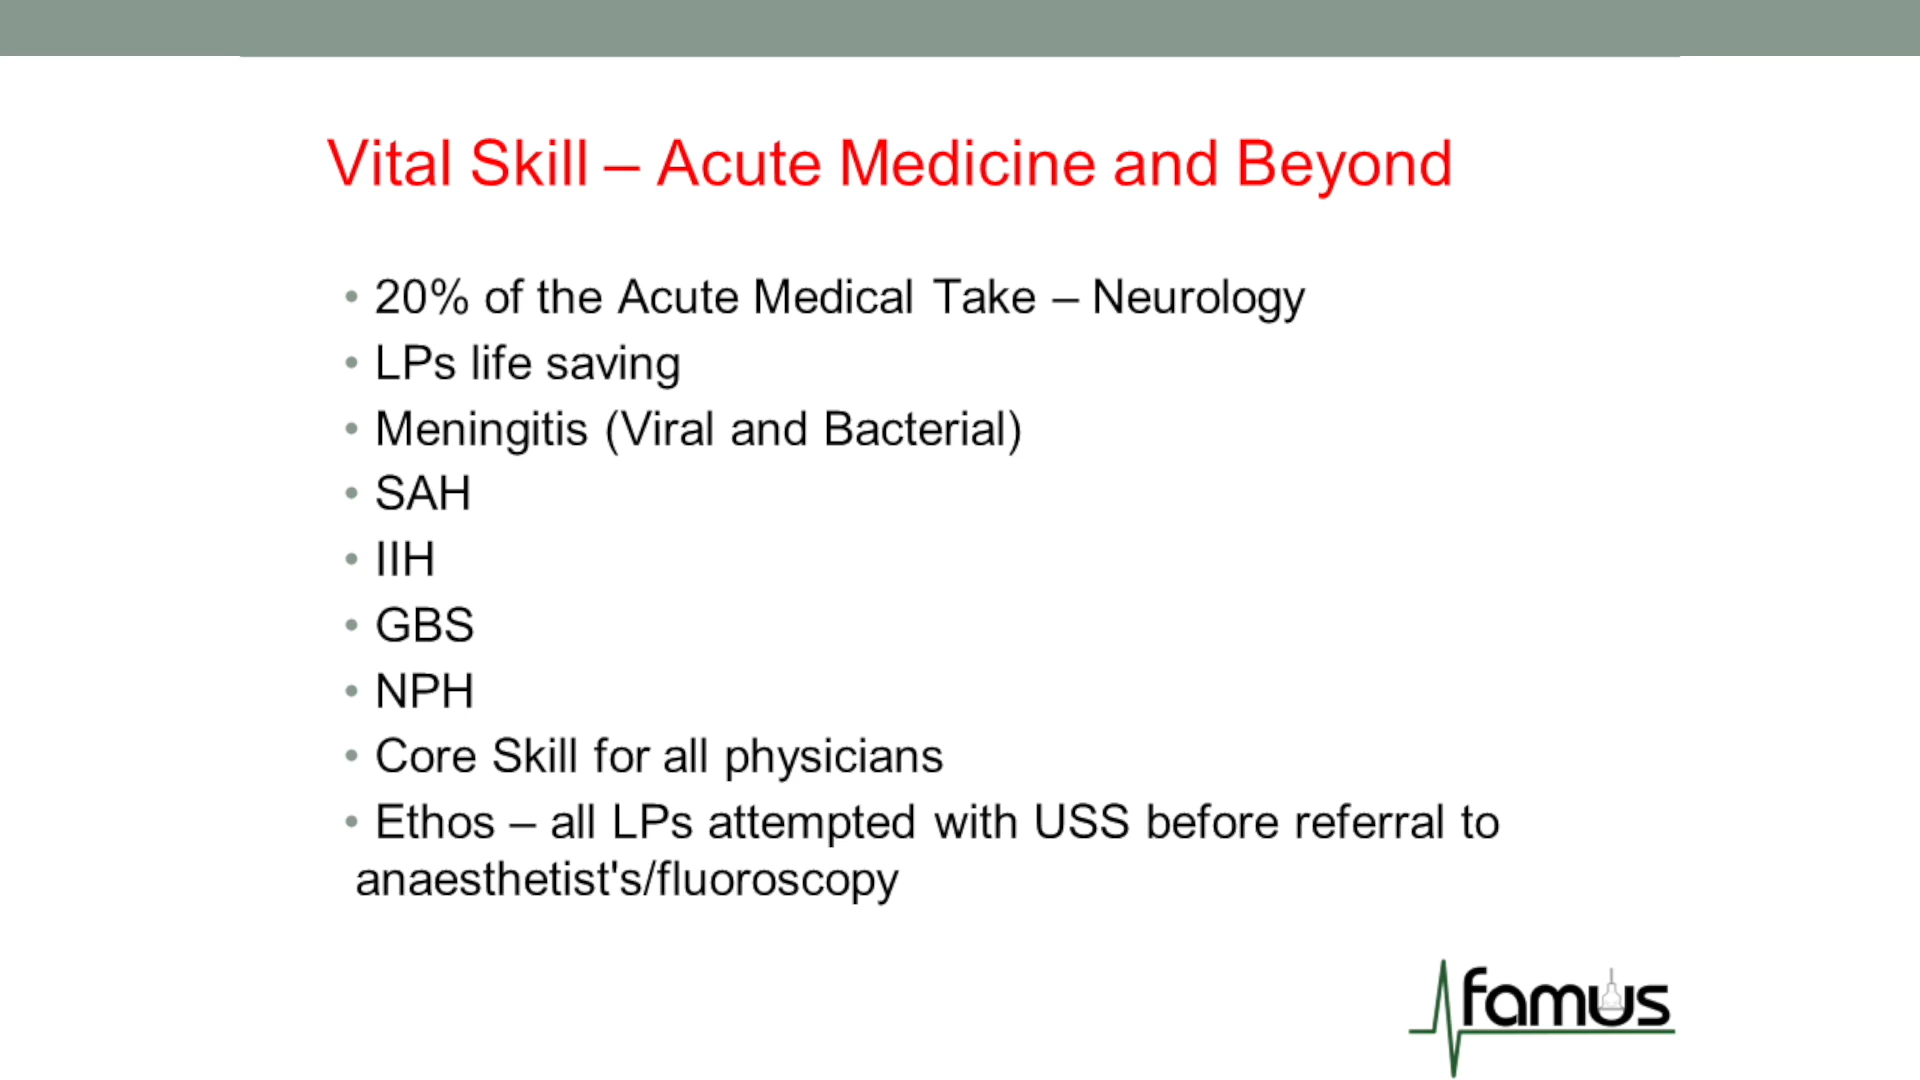 Vital Skill – Acute Medicine and Beyond
• 20% of the Acute Medical Take – Neurology
• LPs life saving
• Meningitis (Viral and Bacterial)
• SAH
• IIH
• GBS
• NPH
• Core Skill for all physicians
• Ethos – all LPs attempted with USS before referral to
anaesthetist's/fluoroscopy
famus